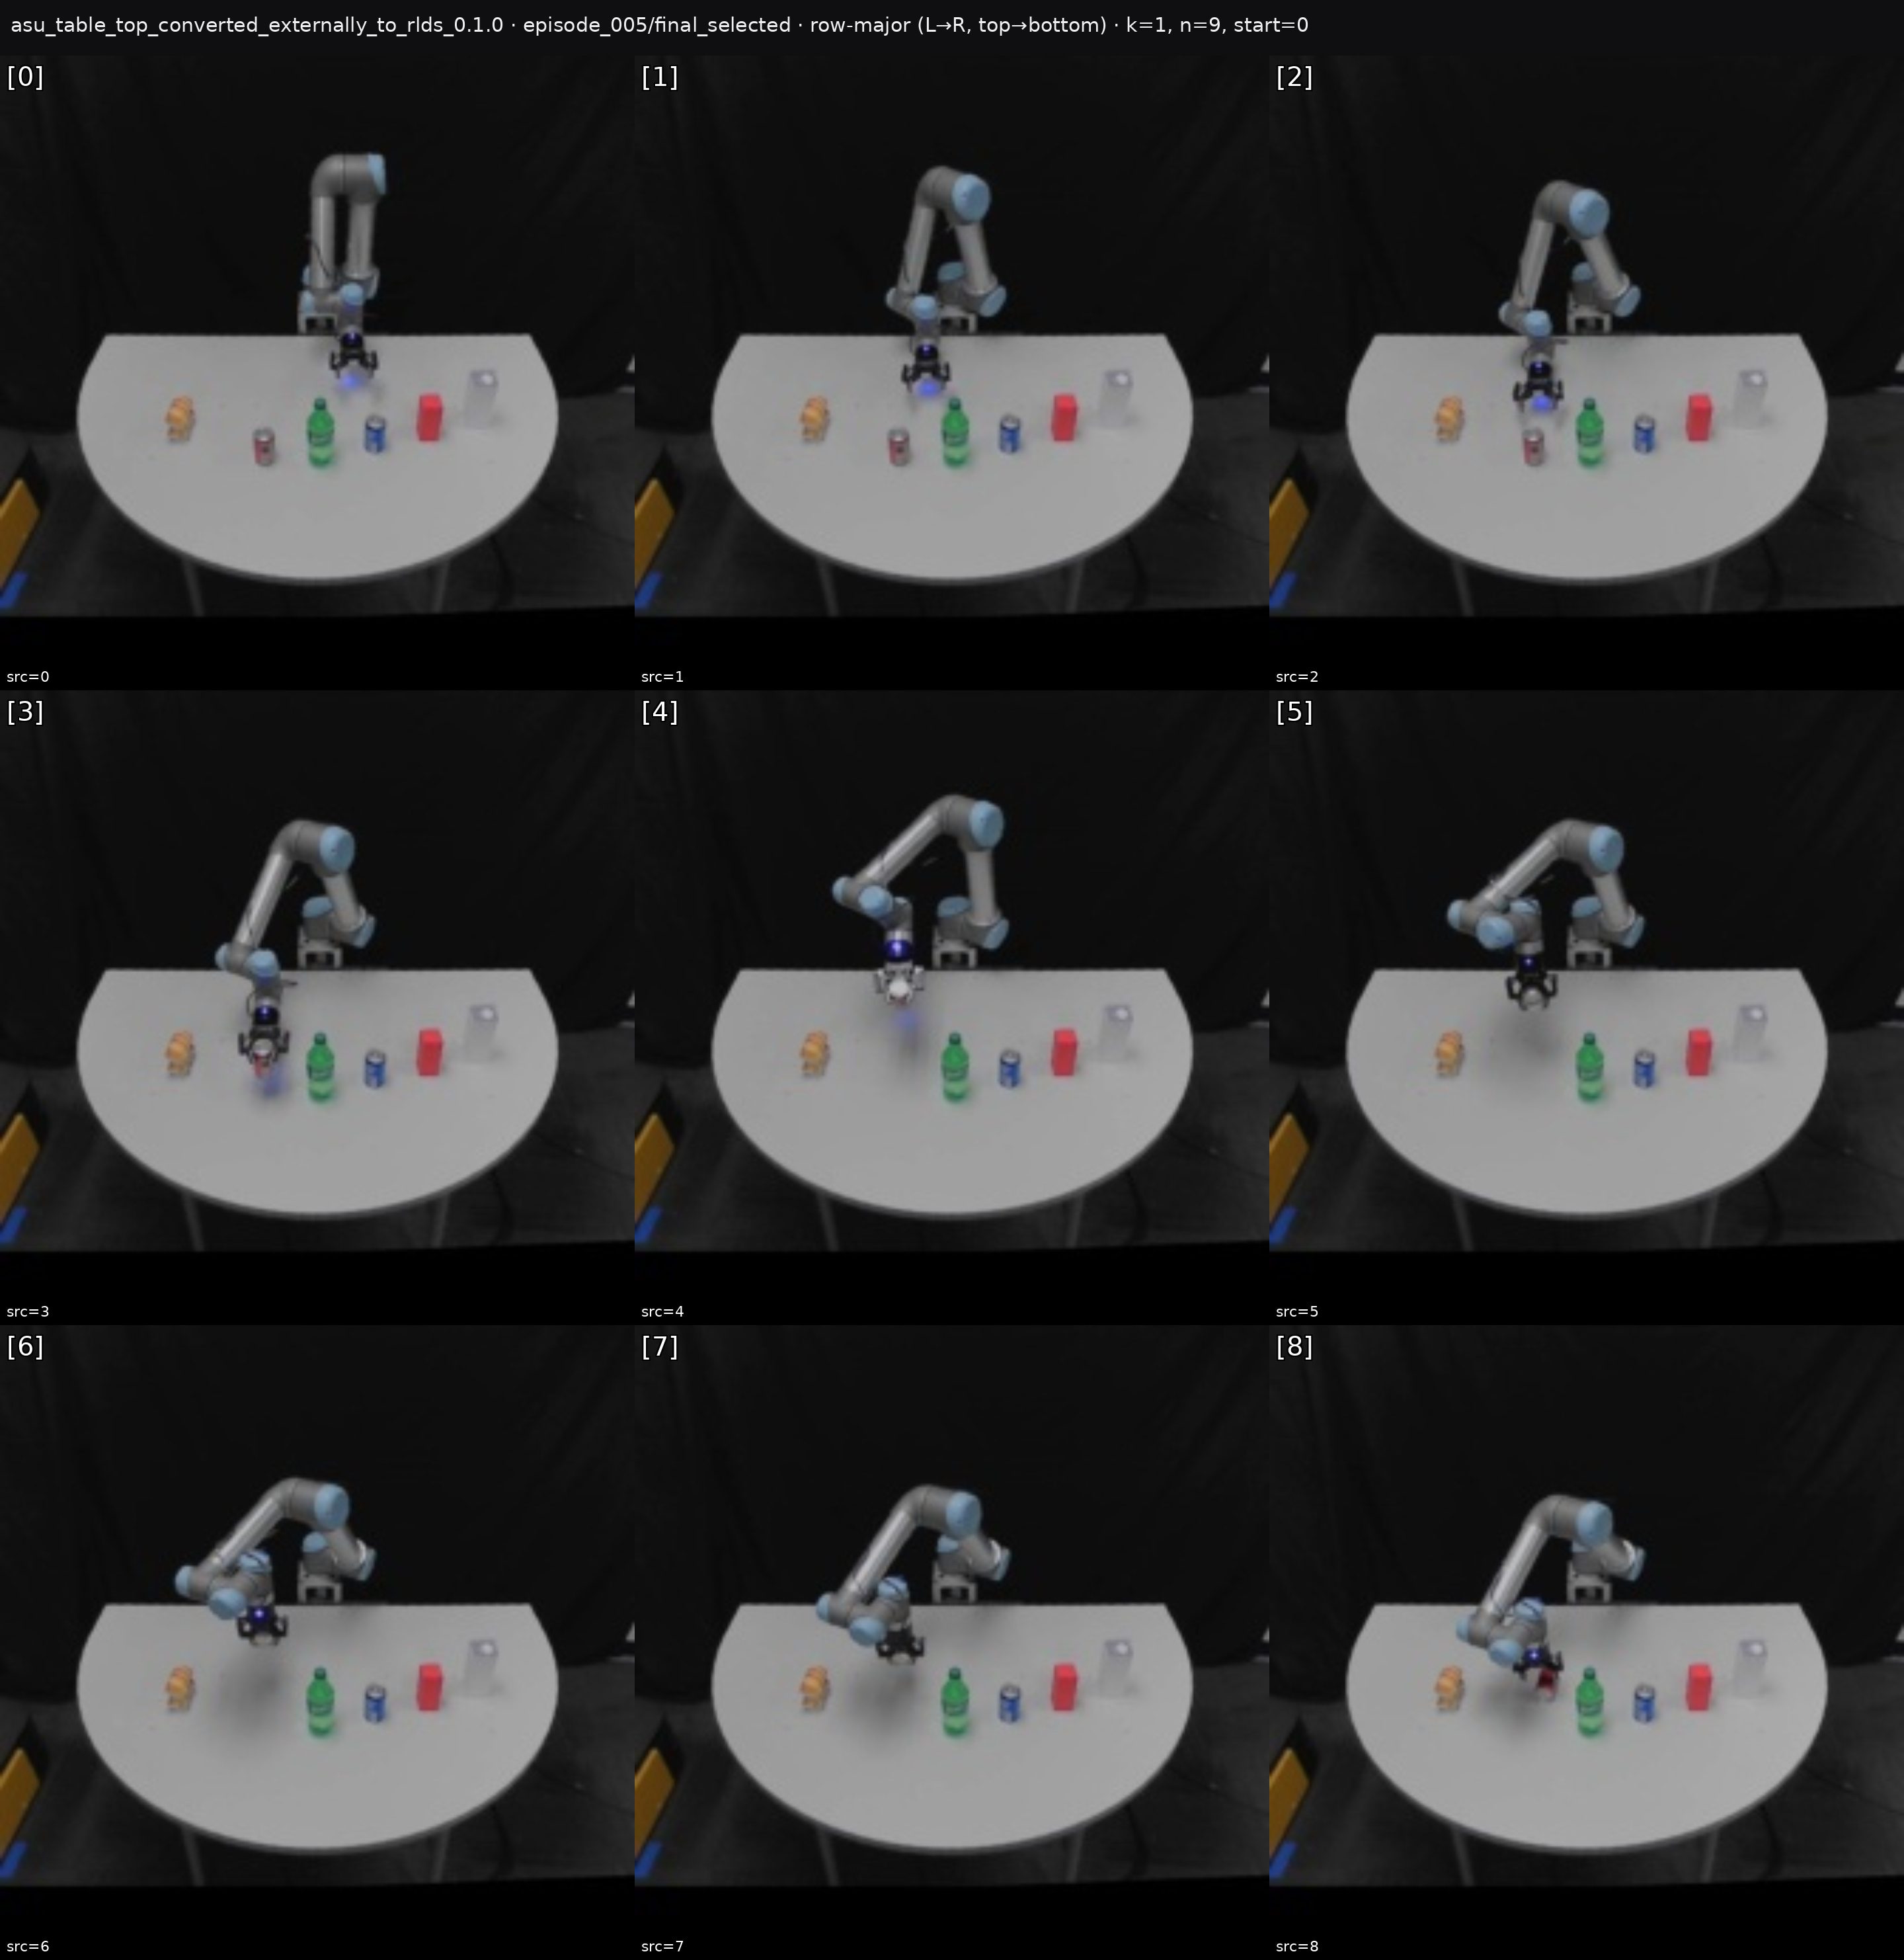 asu_table_top_converted_externally_to_rlds_0.1.0 · episode_005/final_selected · row-major (L→R, top→bottom) · k=1, n=9, start=0
[0]
[1]
[2]
src=0
src=1
src=2
[3]
[4]
[5]
src=3
src=4
src=5
[6]
[7]
[8]
src=6
src=7
src=8